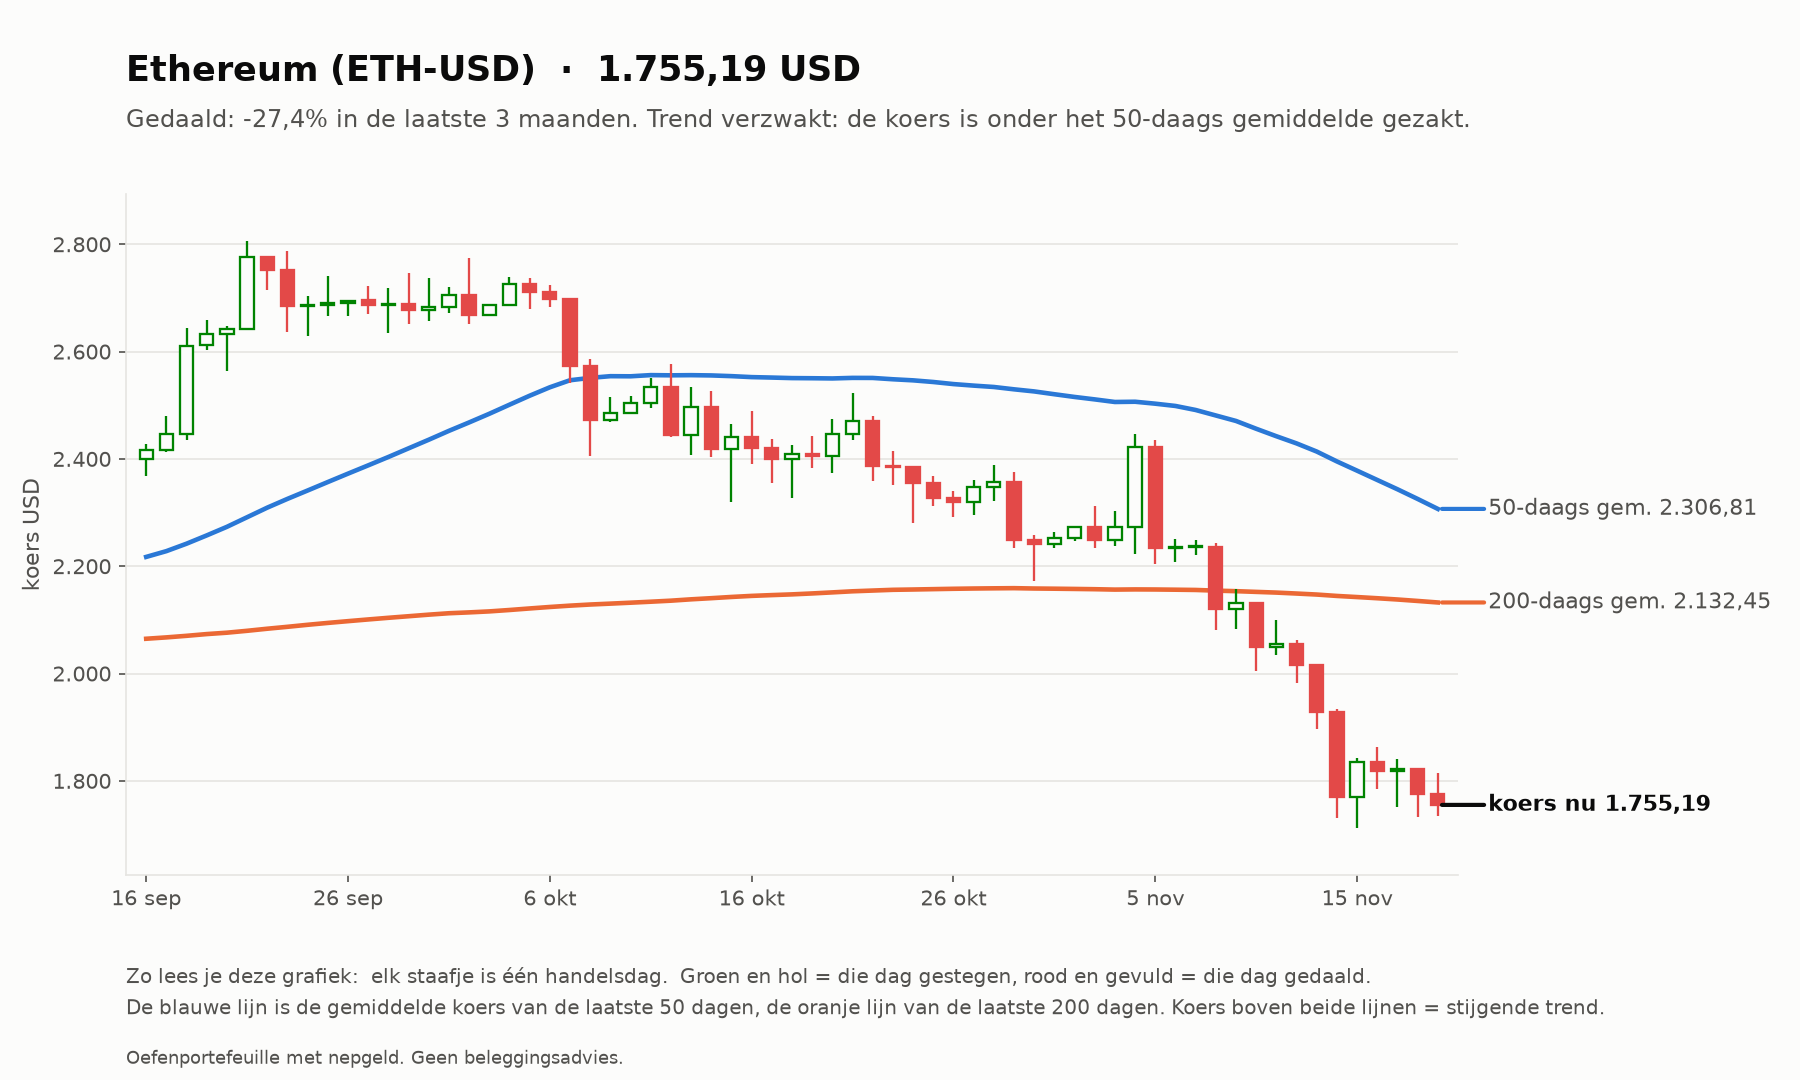 Ethereum (ETH-USD)  ·  1.755,19 USD
Gedaald: -27,4% in de laatste 3 maanden. Trend verzwakt: de koers is onder het 50-daags gemiddelde gezakt.
koers USD
2.800
2.600
2.400
2.200
2.000
1.800
50-daags gem. 2.306,81
200-daags gem. 2.132,45
koers nu 1.755,19
16 sep
26 sep
6 okt
16 okt
26 okt
5 nov
15 nov
Zo lees je deze grafiek:  elk staafje is één handelsdag.  Groen en hol = die dag gestegen, rood en gevuld = die dag gedaald.
De blauwe lijn is de gemiddelde koers van de laatste 50 dagen, de oranje lijn van de laatste 200 dagen. Koers boven beide lijnen = stijgende trend.
Oefenportefeuille met nepgeld. Geen beleggingsadvies.